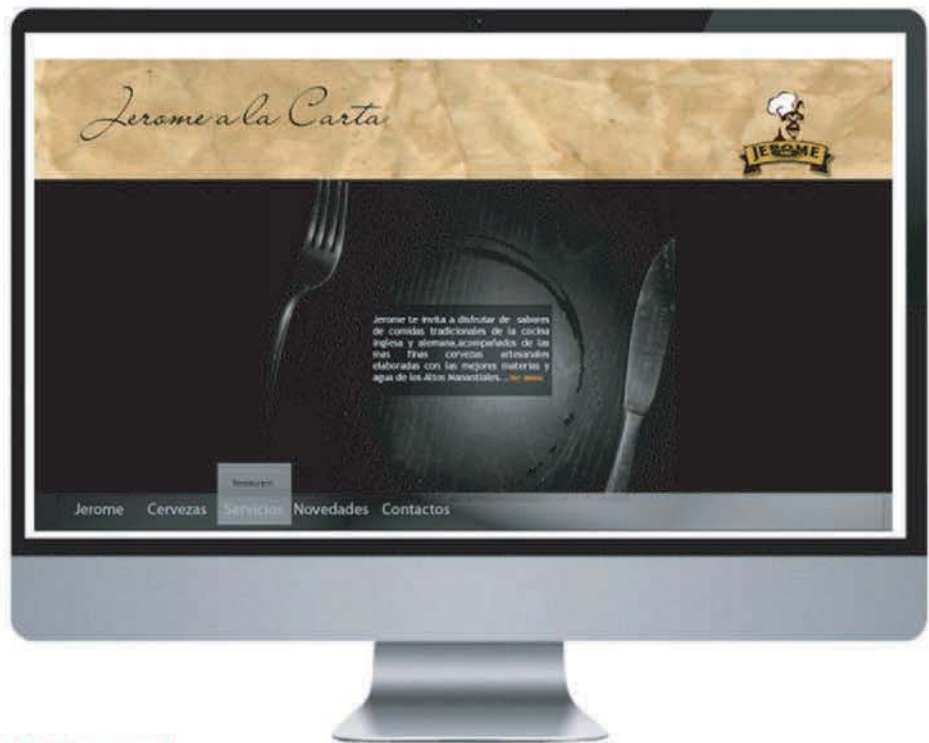 Jerome a la Carta
JEROME
Jerome te invita a disfrutar de sabores
de comidas tradicionales de la cocina
inglesa y alemana,acompañados de las
mas finas cervezas artesanales
elaboradas con las mejores materias y
agua de los Altos Manantiales...Ver menu
Restaurant
Jerome Cervezas Servicios Novedades Contactos